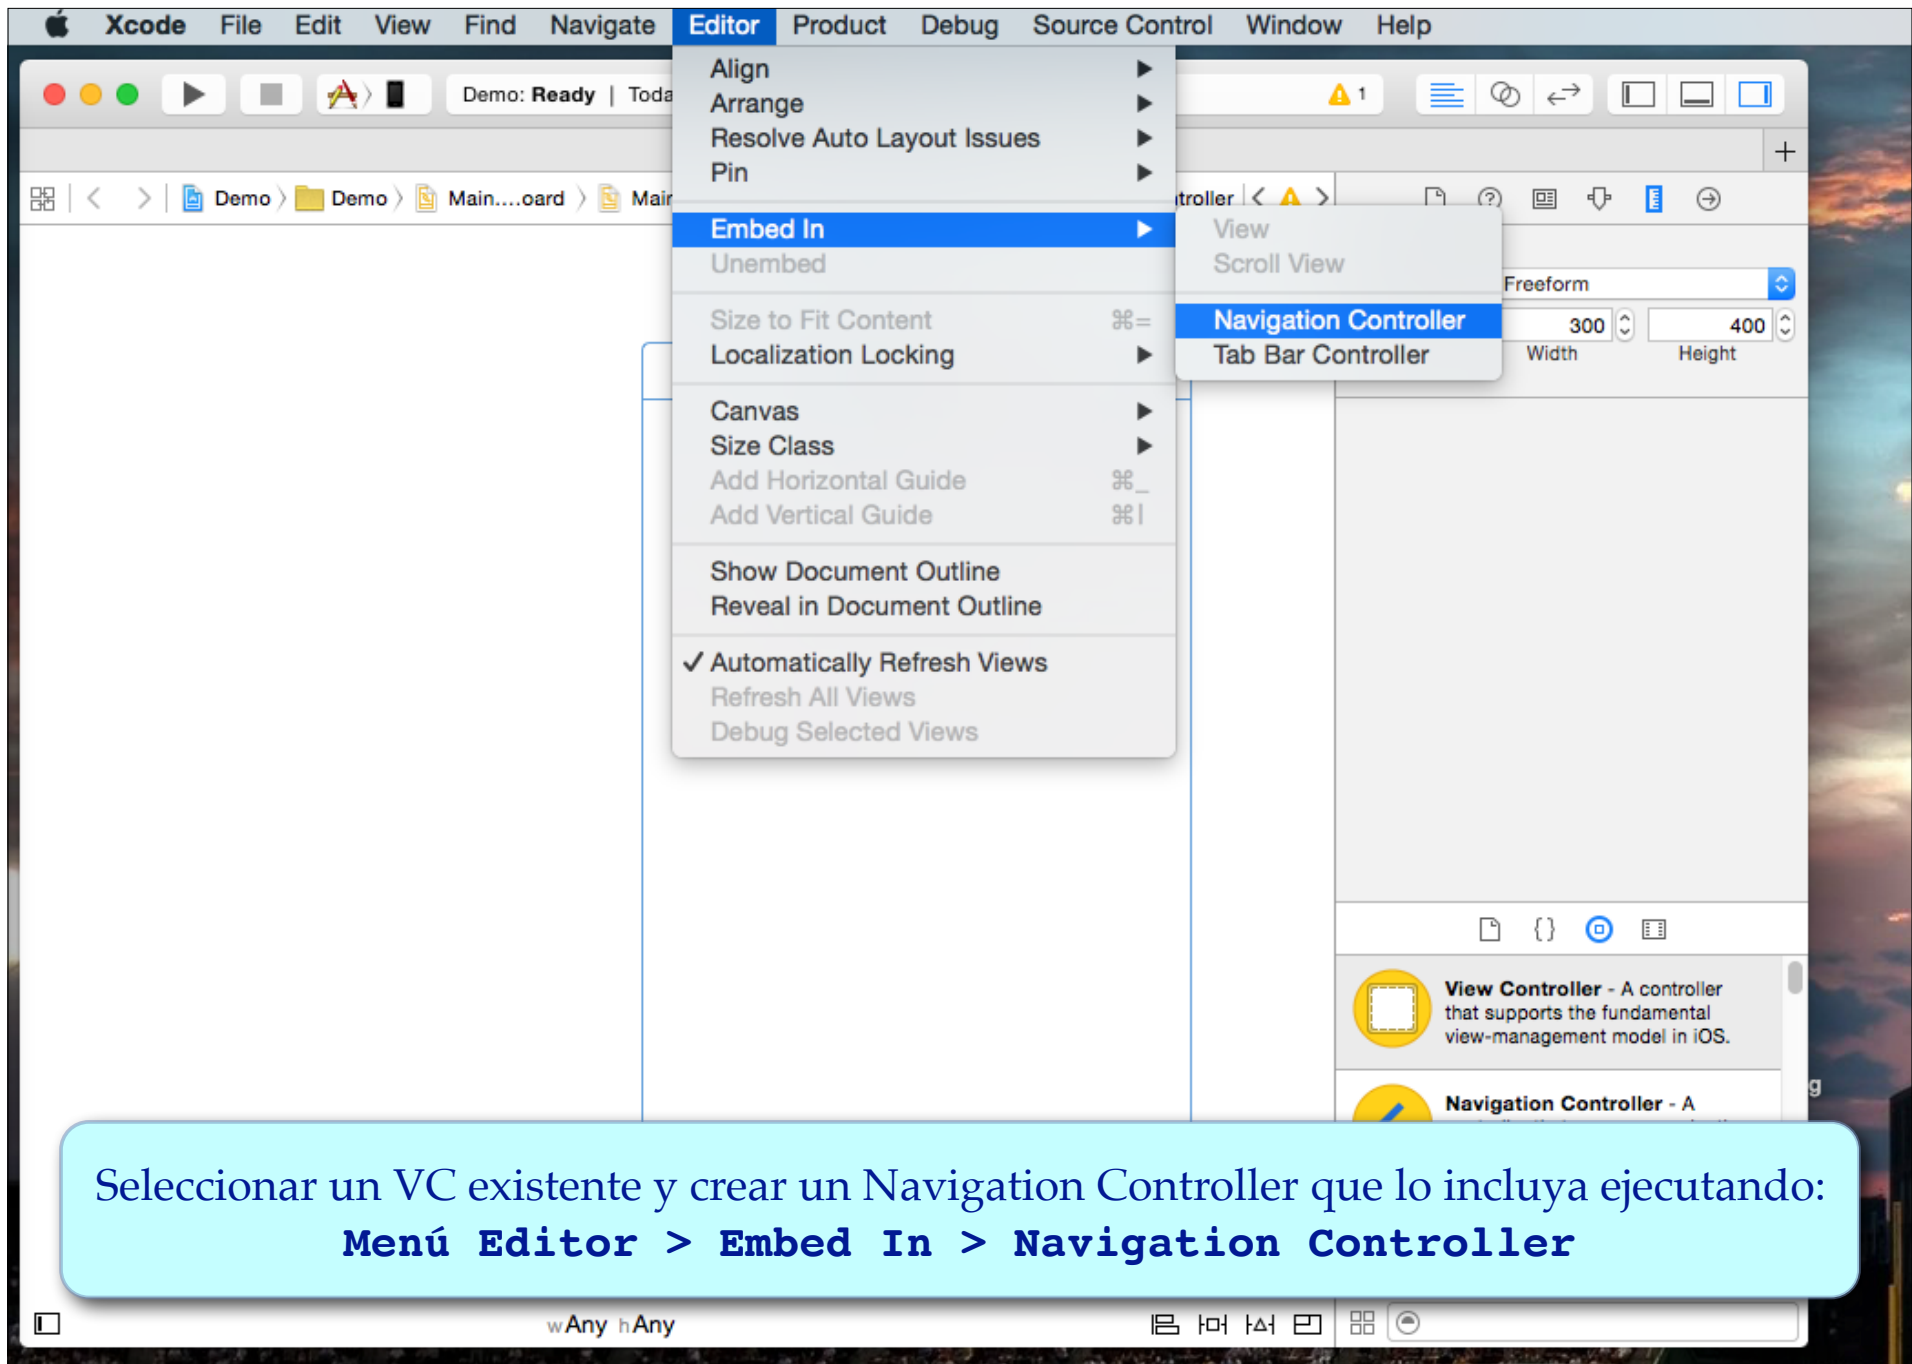 Xcode File Edit View Find Navigate Editor Product Debug Source Control Window Help
Demo: Ready | Toda
1
Demo Demo Main....oard Mair
troller
Align
Arrange
Resolve Auto Layout Issues
Pin
Embed In
Unembed
Size to Fit Content ⌘=
Localization Locking
Canvas
Size Class
Add Horizontal Guide ⌘_
Add Vertical Guide ⌘|
Show Document Outline
Reveal in Document Outline
✓ Automatically Refresh Views
Refresh All Views
Debug Selected Views
View
Scroll View
Navigation Controller
Tab Bar Controller
Freeform
300 400
Width Height
{}
View Controller - A controller
that supports the fundamental
view-management model in iOS.
Navigation Controller - A
g
Seleccionar un VC existente y crear un Navigation Controller que lo incluya ejecutando:
Menú Editor > Embed In > Navigation Controller
wAny hAny